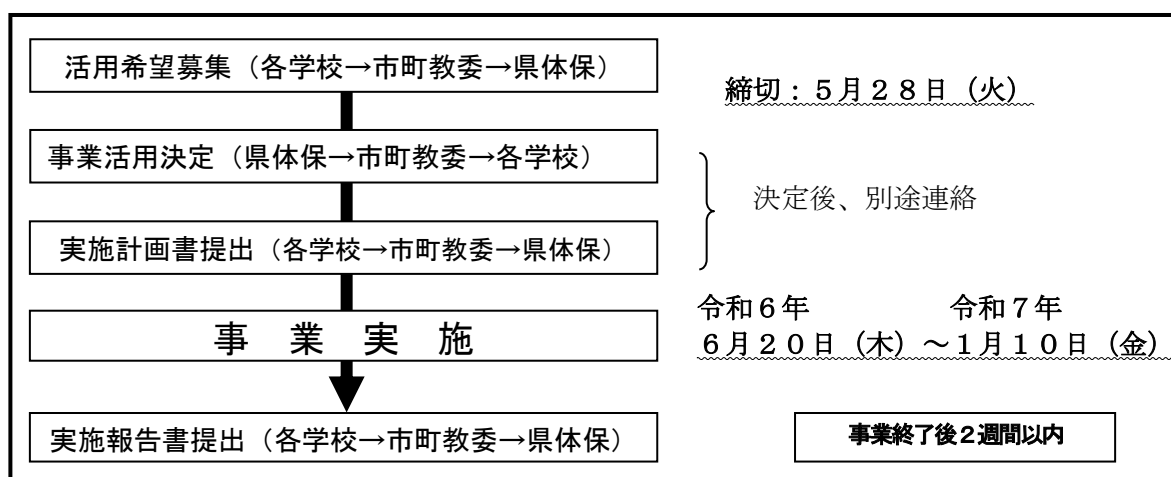 活用希望募集（各学校→市町教委→県体保）
締切：５月２８日（火）
事業活用決定（県体保→市町教委→各学校）
決定後、別途連絡
実施計画書提出（各学校→市町教委→県体保）
令和６年　令和７年
事　業　実　施
６月２０日（木）～１月１０日（金）
実施報告書提出（各学校→市町教委→県体保）
事業終了後２週間以内